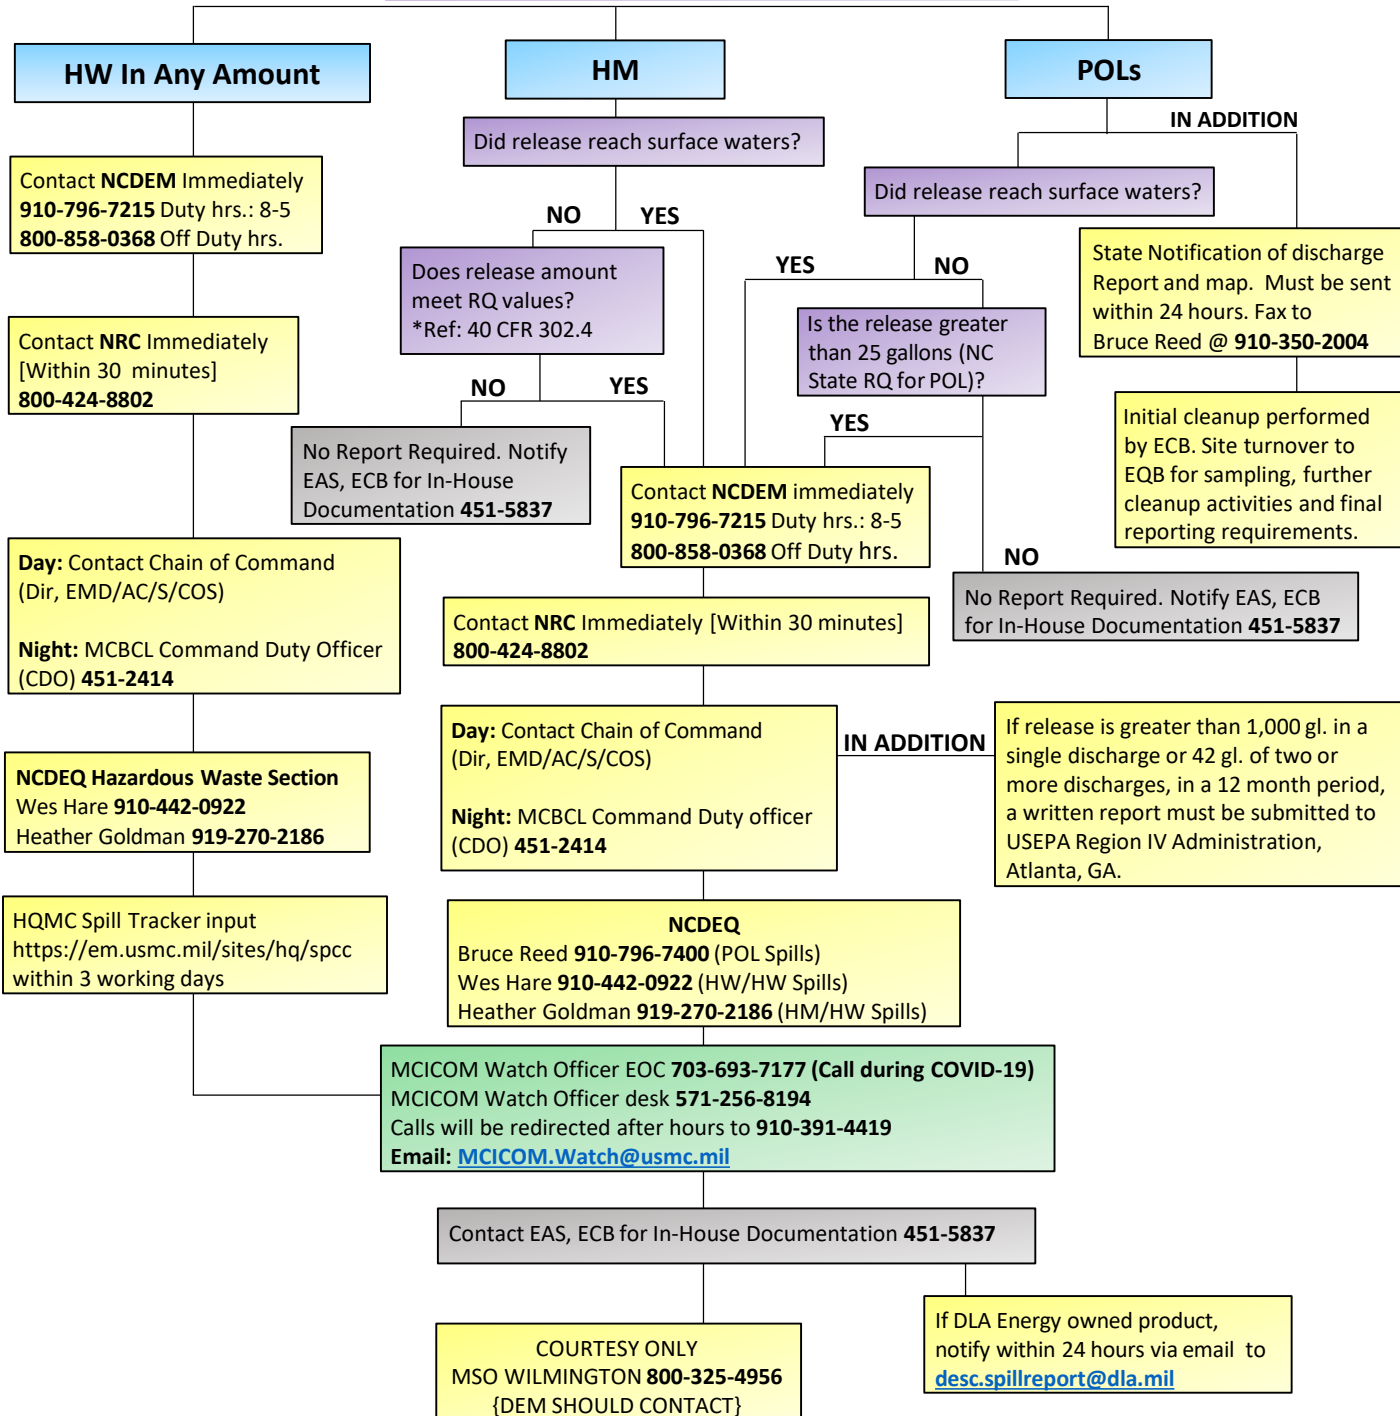 HW In Any Amount
HM
POLs
IN ADDITION
Did release reach surface waters?
Contact NCDEM Immediately
910-796-7215 Duty hrs.: 8-5
800-858-0368 Off Duty hrs.
Did release reach surface waters?
NO
YES
State Notification of discharge
Report and map.  Must be sent
within 24 hours. Fax to
Bruce Reed @ 910-350-2004
Does release amount
meet RQ values?
*Ref: 40 CFR 302.4
YES
NO
Is the release greater
than 25 gallons (NC
State RQ for POL)?
Contact NRC Immediately
[Within 30  minutes]
800-424-8802
NO
YES
Initial cleanup performed
by ECB. Site turnover to
EQB for sampling, further
cleanup activities and final
reporting requirements.
YES
No Report Required. Notify
EAS, ECB for In-House
Documentation 451-5837
Contact NCDEM immediately
910-796-7215 Duty hrs.: 8-5
800-858-0368 Off Duty hrs.
NO
Day: Contact Chain of Command
(Dir, EMD/AC/S/COS)
Night: MCBCL Command Duty Officer
(CDO) 451-2414
No Report Required. Notify EAS, ECB
for In-House Documentation 451-5837
Contact NRC Immediately [Within 30 minutes]
800-424-8802
Day: Contact Chain of Command
(Dir, EMD/AC/S/COS)
Night: MCBCL Command Duty officer
(CDO) 451-2414
IN ADDITION
If release is greater than 1,000 gl. in a
single discharge or 42 gl. of two or
more discharges, in a 12 month period,
a written report must be submitted to
USEPA Region IV Administration,
Atlanta, GA.
NCDEQ Hazardous Waste Section
Wes Hare 910-442-0922
Heather Goldman 919-270-2186
HQMC Spill Tracker input
https://em.usmc.mil/sites/hq/spcc
within 3 working days
NCDEQ
Bruce Reed 910-796-7400 (POL Spills)
Wes Hare 910-442-0922 (HW/HW Spills)
Heather Goldman 919-270-2186 (HM/HW Spills)
MCICOM Watch Officer EOC 703-693-7177 (Call during COVID-19)
MCICOM Watch Officer desk 571-256-8194
Calls will be redirected after hours to 910-391-4419
Email: MCICOM.Watch@usmc.mil
Contact EAS, ECB for In-House Documentation 451-5837
COURTESY ONLY
MSO WILMINGTON 800-325-4956
{DEM SHOULD CONTACT}
If DLA Energy owned product,
notify within 24 hours via email  to
desc.spillreport@dla.mil